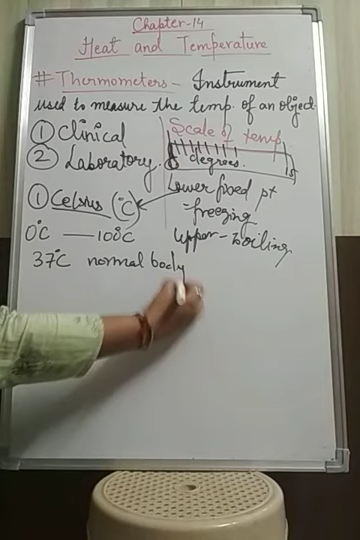 Chapter-14
Heat and Temperature
# Thermometers - Instrument
used to measure the temp. of an object.
① Clinical
② Laboratory.
Scale of temp
degrees.
① Celsius (°C)
0°C — 100°C
37°C normal body
Lower fixed pt
= freezing
upper - Boiling